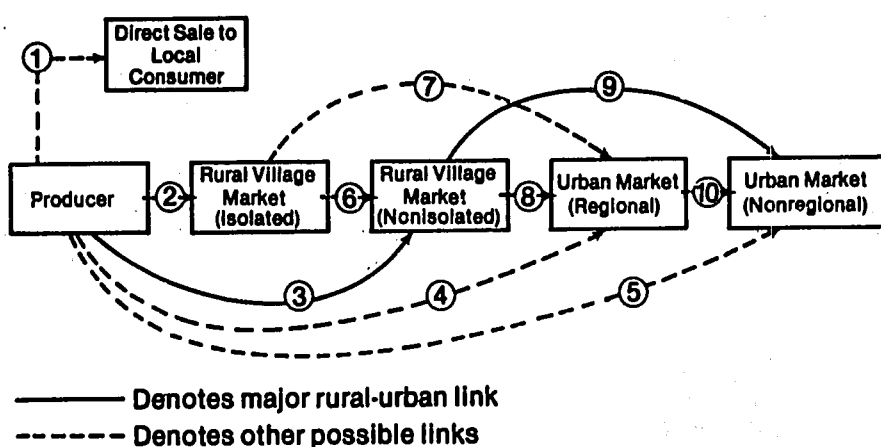 Direct Sale to
Local
Consumer
1
7
9
Producer
2
Rural Village
Market
(Isolated)
6
Rural Village
Market
(Nonisolated)
8
Urban Market
(Regional)
10
Urban Market
(Nonregional)
3
4
5
Denotes major rural-urban link
Denotes other possible links